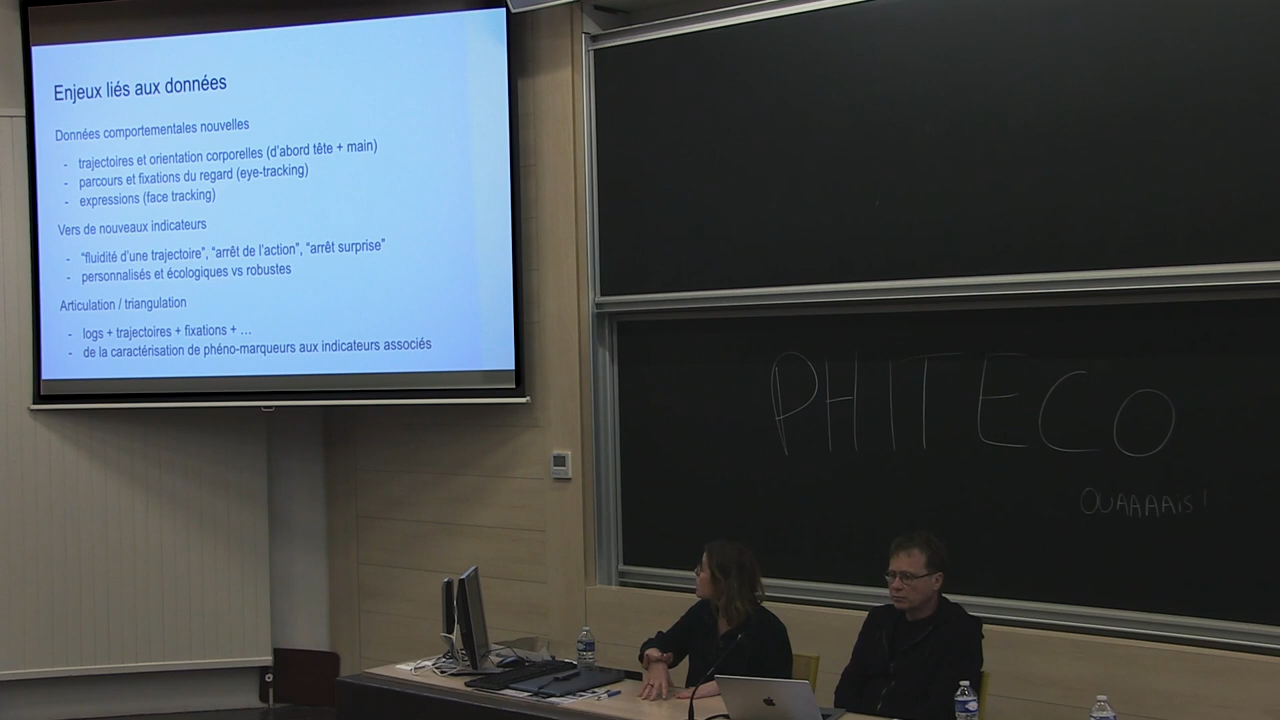 Enjeux liés aux données
Données comportementales nouvelles
- trajectoires et orientation corporelles (d'abord tête + main)
- parcours et fixations du regard (eye-tracking)
- expressions (face tracking)
Vers de nouveaux indicateurs
- "fluidité d'une trajectoire", "arrêt de l'action", "arrêt surprise"
- personnalisés et écologiques vs robustes
Articulation / triangulation
- logs + trajectoires + fixations + …
- de la caractérisation de phéno-marqueurs aux indicateurs associés
PHITECO
OUAAAAiS !